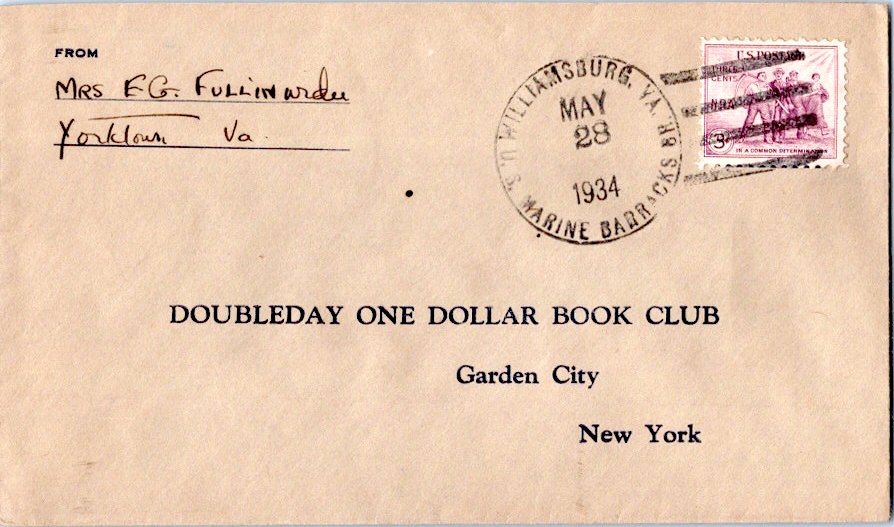 FROM
MRS E.G. FULLINwider
Yorktown Va.
WILLIAMSBURG, VA. BR.
MAY
28
1934
U.S. MARINE BARRACKS
U.S. POSTAGE
THREE
CENTS
N.R.A.
3¢
IN A COMMON DETERMINATION
DOUBLEDAY ONE DOLLAR BOOK CLUB
Garden City
New York